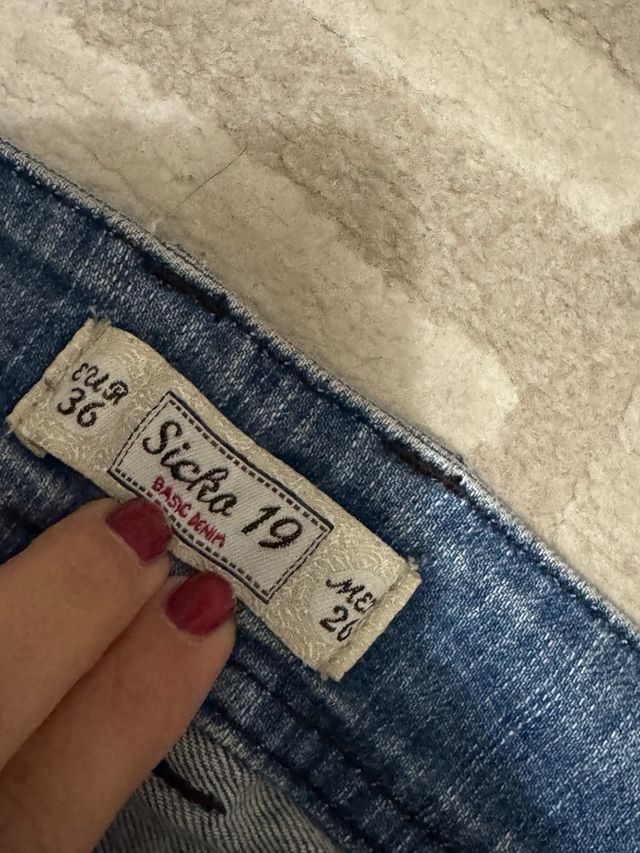 EUR
36
Sicko 19
BASIC DENIM
MEX
26